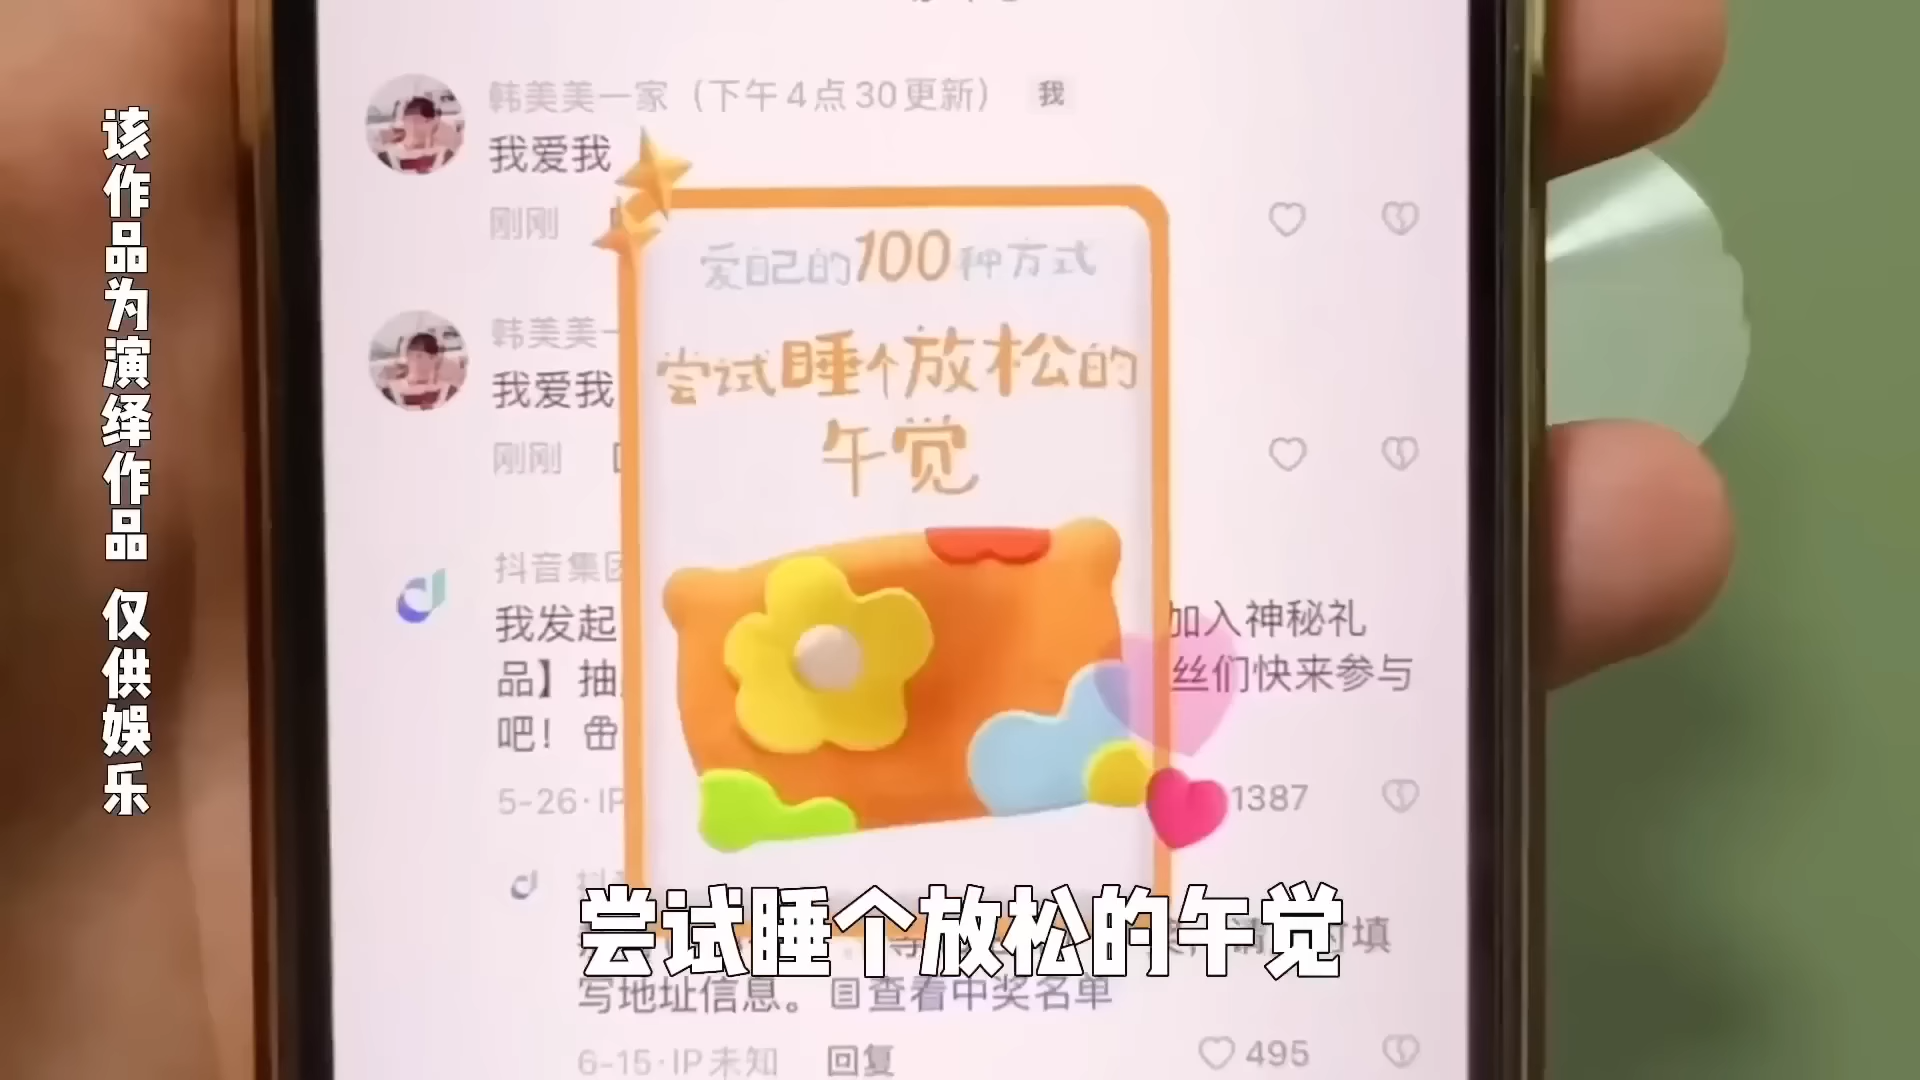 该作品为演绎作品 仅供娱乐
韩美美一家（下午4点30更新） 我
我爱我
刚刚
爱自己的100种方式
尝试睡个放松的
午觉
韩美美一
我爱我
刚刚
抖音集团
我发起
加入神秘礼
品】抽
丝们快来参与
吧！
5-26·IP
1387
尝试睡个放松的午觉
填
写地址信息。查看中奖名单
6-15·IP未知 回复
495